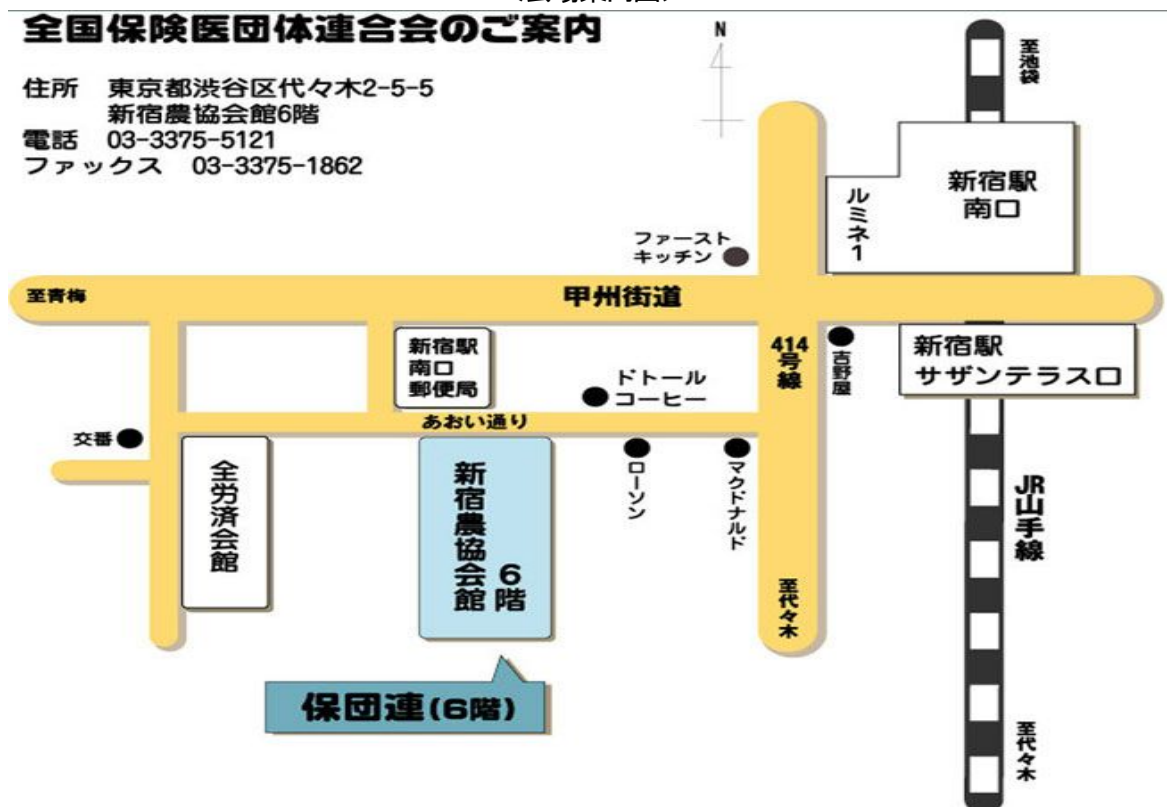 全国保険医団体連合会のご案内
住所 東京都渋谷区代々木2-5-5
新宿農協会館6階
電話 03-3375-5121
ファックス 03-3375-1862
N
至池袋
新宿駅
南口
ルミネ1
ファースト
キッチン
至青梅
甲州街道
新宿駅
南口
郵便局
ドトール
コーヒー
414号線
吉野屋
新宿駅
サザンテラス口
あおい通り
交番
全労済会館
新宿農協会館
6階
ローソン
マクドナルド
JR山手線
至代々木
保団連(6階)
至代々木